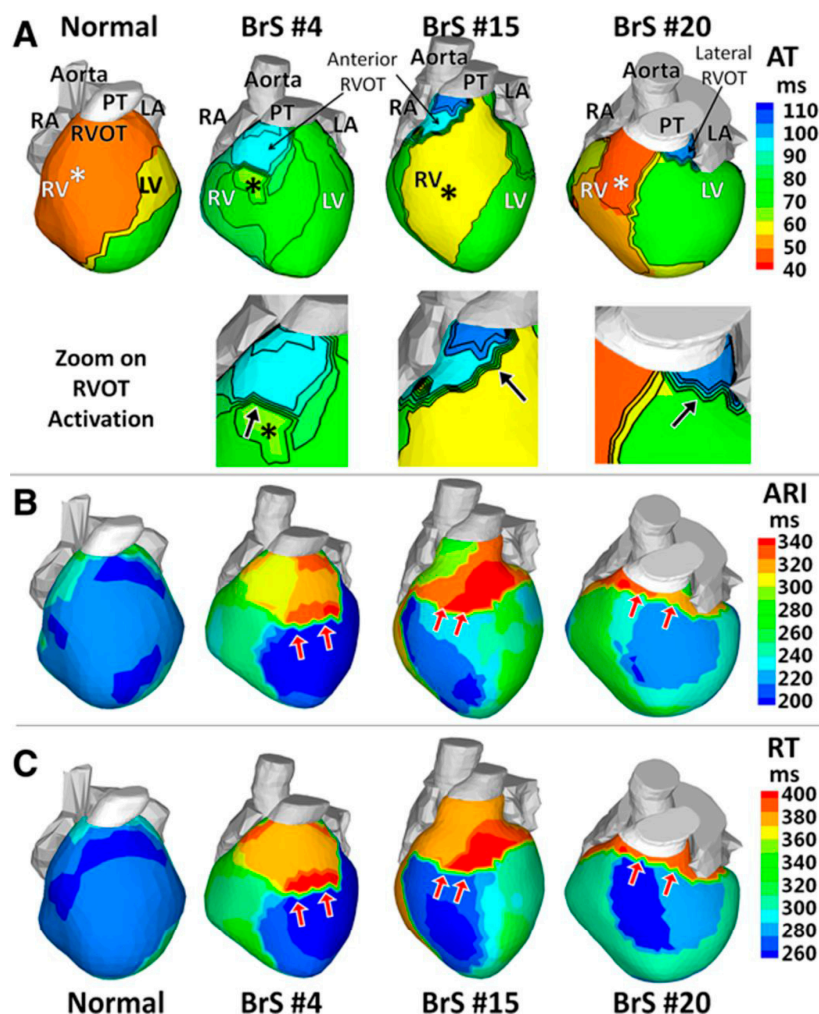 A
Normal
BrS #4
BrS #15
BrS #20
Aorta
PT
LA
RA
RVOT
RV
*
LV
Aorta
Anterior
RVOT
PT
RA
LA
*
RV
LV
Aorta
PT
RA
LA
RV
*
LV
Lateral
RVOT
Aorta
RA
PT
LA
RV
*
LV
AT
ms
110
100
90
80
70
60
50
40
Zoom on
RVOT
Activation
*
B
ARI
ms
340
320
300
280
260
240
220
200
C
RT
ms
400
380
360
340
320
300
280
260
Normal
BrS #4
BrS #15
BrS #20